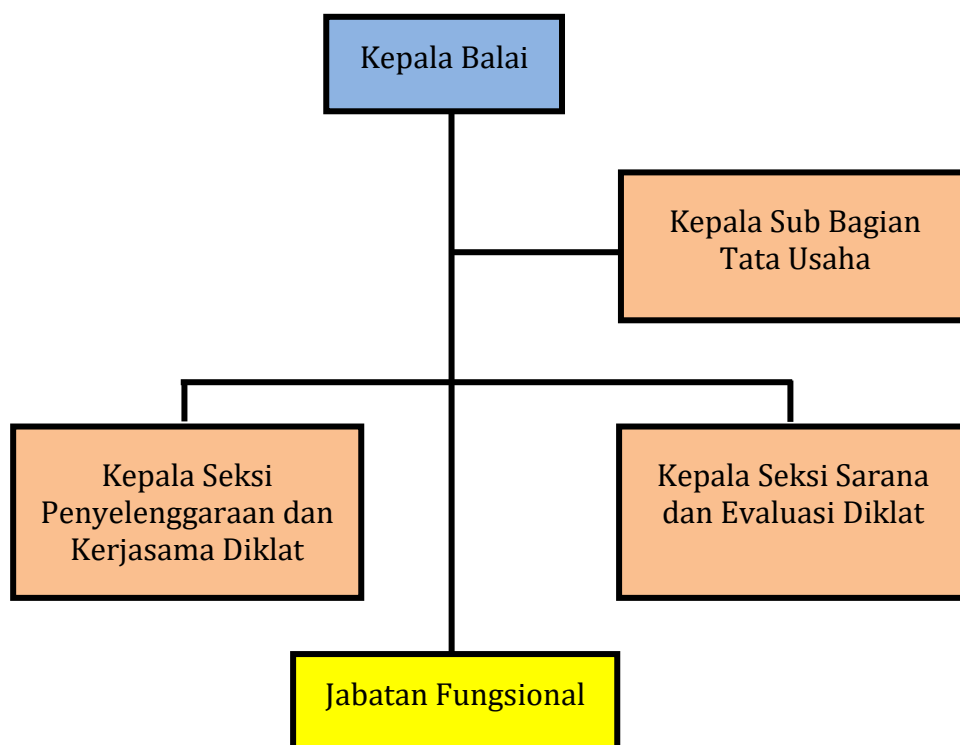 Kepala Balai
Kepala Sub Bagian
Tata Usaha
Kepala Seksi
Penyelenggaraan dan
Kerjasama Diklat
Kepala Seksi Sarana
dan Evaluasi Diklat
Jabatan Fungsional